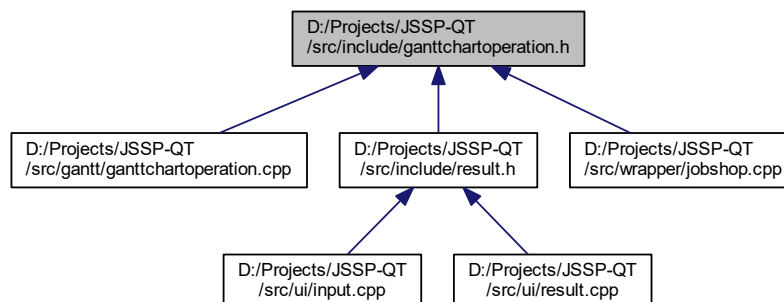 D:/Projects/JSSP-QT
/src/include/ganttchartoperation.h
D:/Projects/JSSP-QT
/src/gantt/ganttchartoperation.cpp
D:/Projects/JSSP-QT
/src/include/result.h
D:/Projects/JSSP-QT
/src/wrapper/jobshop.cpp
D:/Projects/JSSP-QT
/src/ui/input.cpp
D:/Projects/JSSP-QT
/src/ui/result.cpp